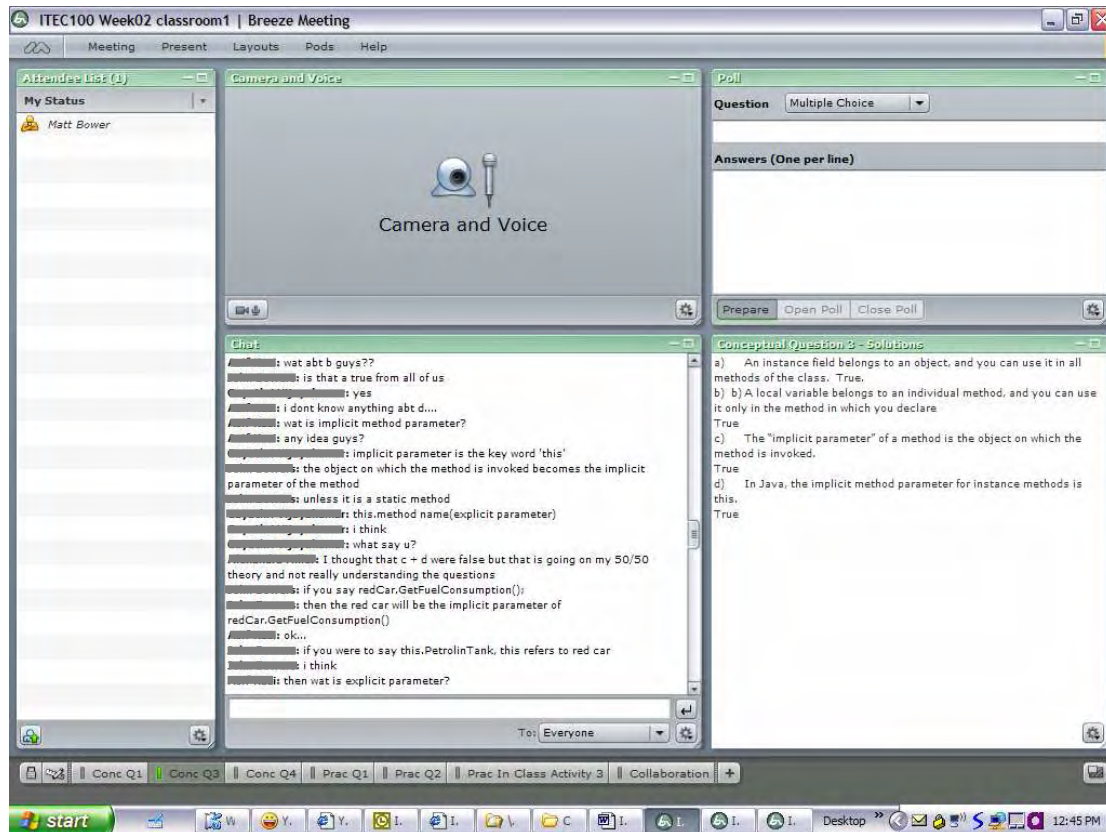 ITEC100 Week02 classroom1 | Breeze Meeting
Meeting Present Layouts Pods Help
Attendee List (1)
My Status
Matt Bower
Camera and Voice
Camera and Voice
Poll
Question Multiple Choice
Answers (One per line)
Prepare Open Poll Close Poll
Chat
: wat abt b guys??
: is that a true from all of us
: yes
: i dont know anything abt d....
: wat is implicit method parameter?
: any idea guys?
: implicit parameter is the key word 'this'
: the object on which the method is invoked becomes the implicit
parameter of the method
: unless it is a static method
: this.method name(explicit parameter)
: i think
: what say u?
: I thought that c + d were false but that is going on my 50/50
theory and not really understanding the questions
: if you say redCar.GetFuelConsumption();
: then the red car will be the implicit parameter of
redCar.GetFuelConsumption()
: ok...
: if you were to say this.PetrolinTank, this refers to red car
: i think
: then wat is explicit parameter?
To: Everyone
Conceptual Question 3 - Solutions
a) An instance field belongs to an object, and you can use it in all
methods of the class. True.
b) b) A local variable belongs to an individual method, and you can use
it only in the method in which you declare
True
c) The "implicit parameter" of a method is the object on which the
method is invoked.
True
d) In Java, the implicit method parameter for instance methods is
this.
True
Conc Q1 Conc Q3 Conc Q4 Prac Q1 Prac Q2 Prac In Class Activity 3 Collaboration +
start W Y. Y. I. I. \. C I. I. I. I. Desktop » 12:45 PM